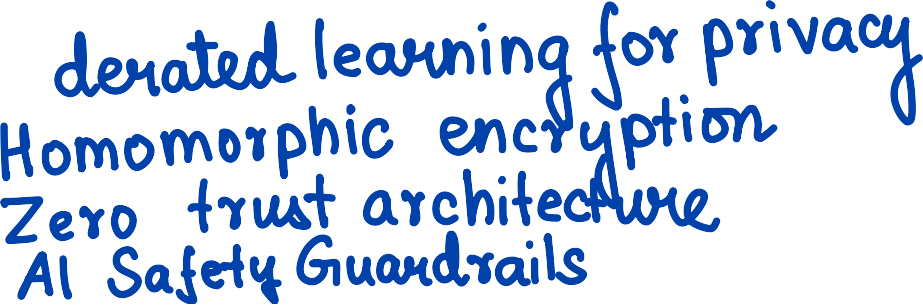 derated learning for privacy
Homomorphic encryption
Zero trust architecture
AI Safety Guardrails